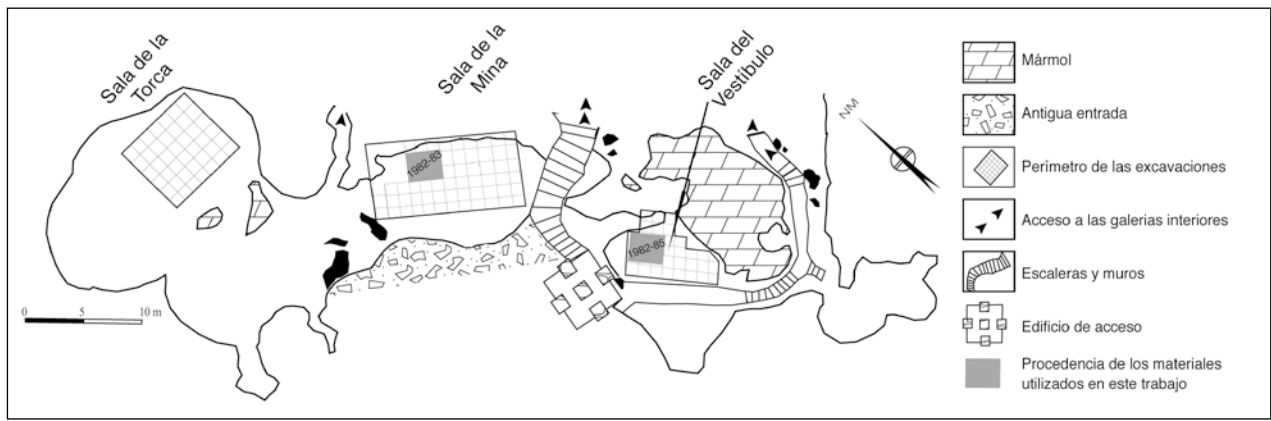 Sala de la
Torca
Sala de la
Mina
Sala del
Vestíbulo
1982-83
1982-85
NM
0 5 10 m
Mármol
Antigua entrada
Perímetro de las excavaciones
Acceso a las galerias interiores
Escaleras y muros
Edificio de acceso
Procedencia de los materiales
utilizados en este trabajo